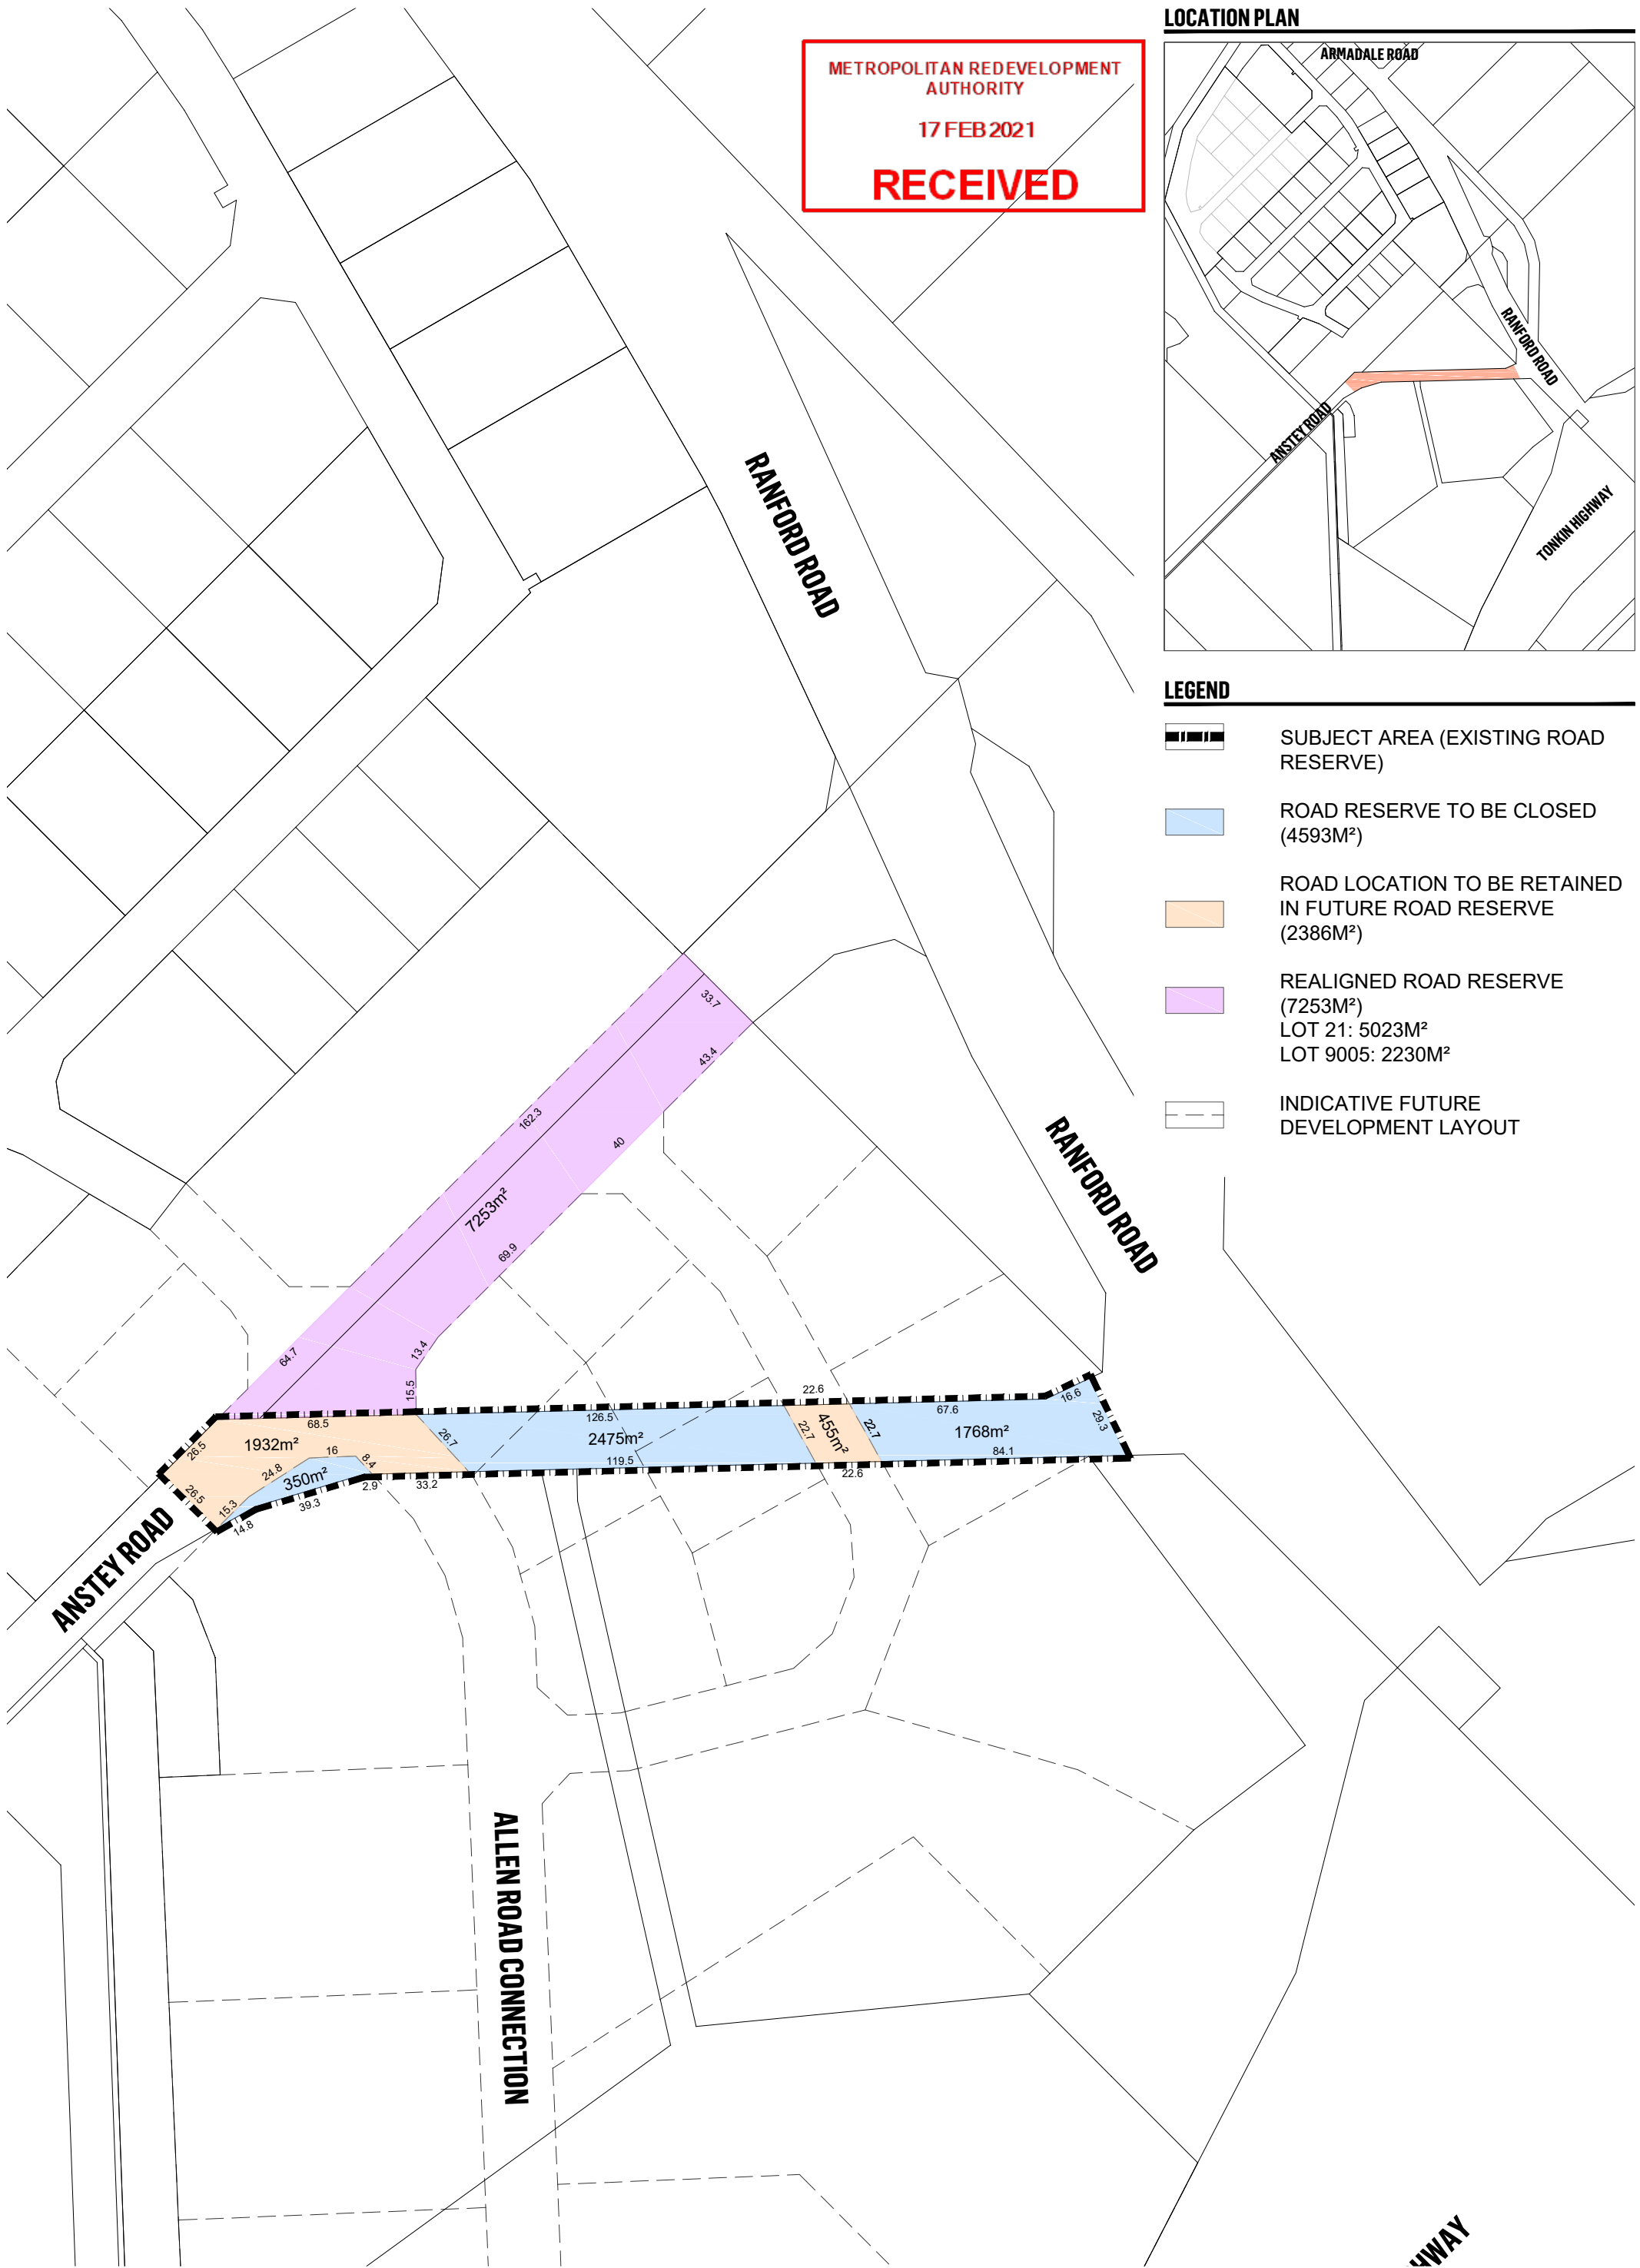 LOCATION PLAN
METROPOLITAN REDEVELOPMENT
AUTHORITY
17 FEB 2021
RECEIVED
ARMADALE ROAD
RANFORD ROAD
ANSTEY ROAD
TONKIN HIGHWAY
LEGEND
SUBJECT AREA (EXISTING ROAD
RESERVE)
ROAD RESERVE TO BE CLOSED
(4593M²)
ROAD LOCATION TO BE RETAINED
IN FUTURE ROAD RESERVE
(2386M²)
REALIGNED ROAD RESERVE
(7253M²)
LOT 21: 5023M²
LOT 9005: 2230M²
INDICATIVE FUTURE
DEVELOPMENT LAYOUT
RANFORD ROAD
33.7
43.4
162.3
40
7253m²
69.9
RANFORD ROAD
64.7
13.4
15.5
22.6
16.6
68.5
126.5
67.6
29.3
26.5
1932m²
16
8.4
26.7
2475m²
22.7
455m²
22.7
1768m²
84.1
24.8
350m²
119.5
26.5
15.3
39.3
2.9
33.2
22.6
14.8
ANSTEY ROAD
ALLEN ROAD CONNECTION
HWAY